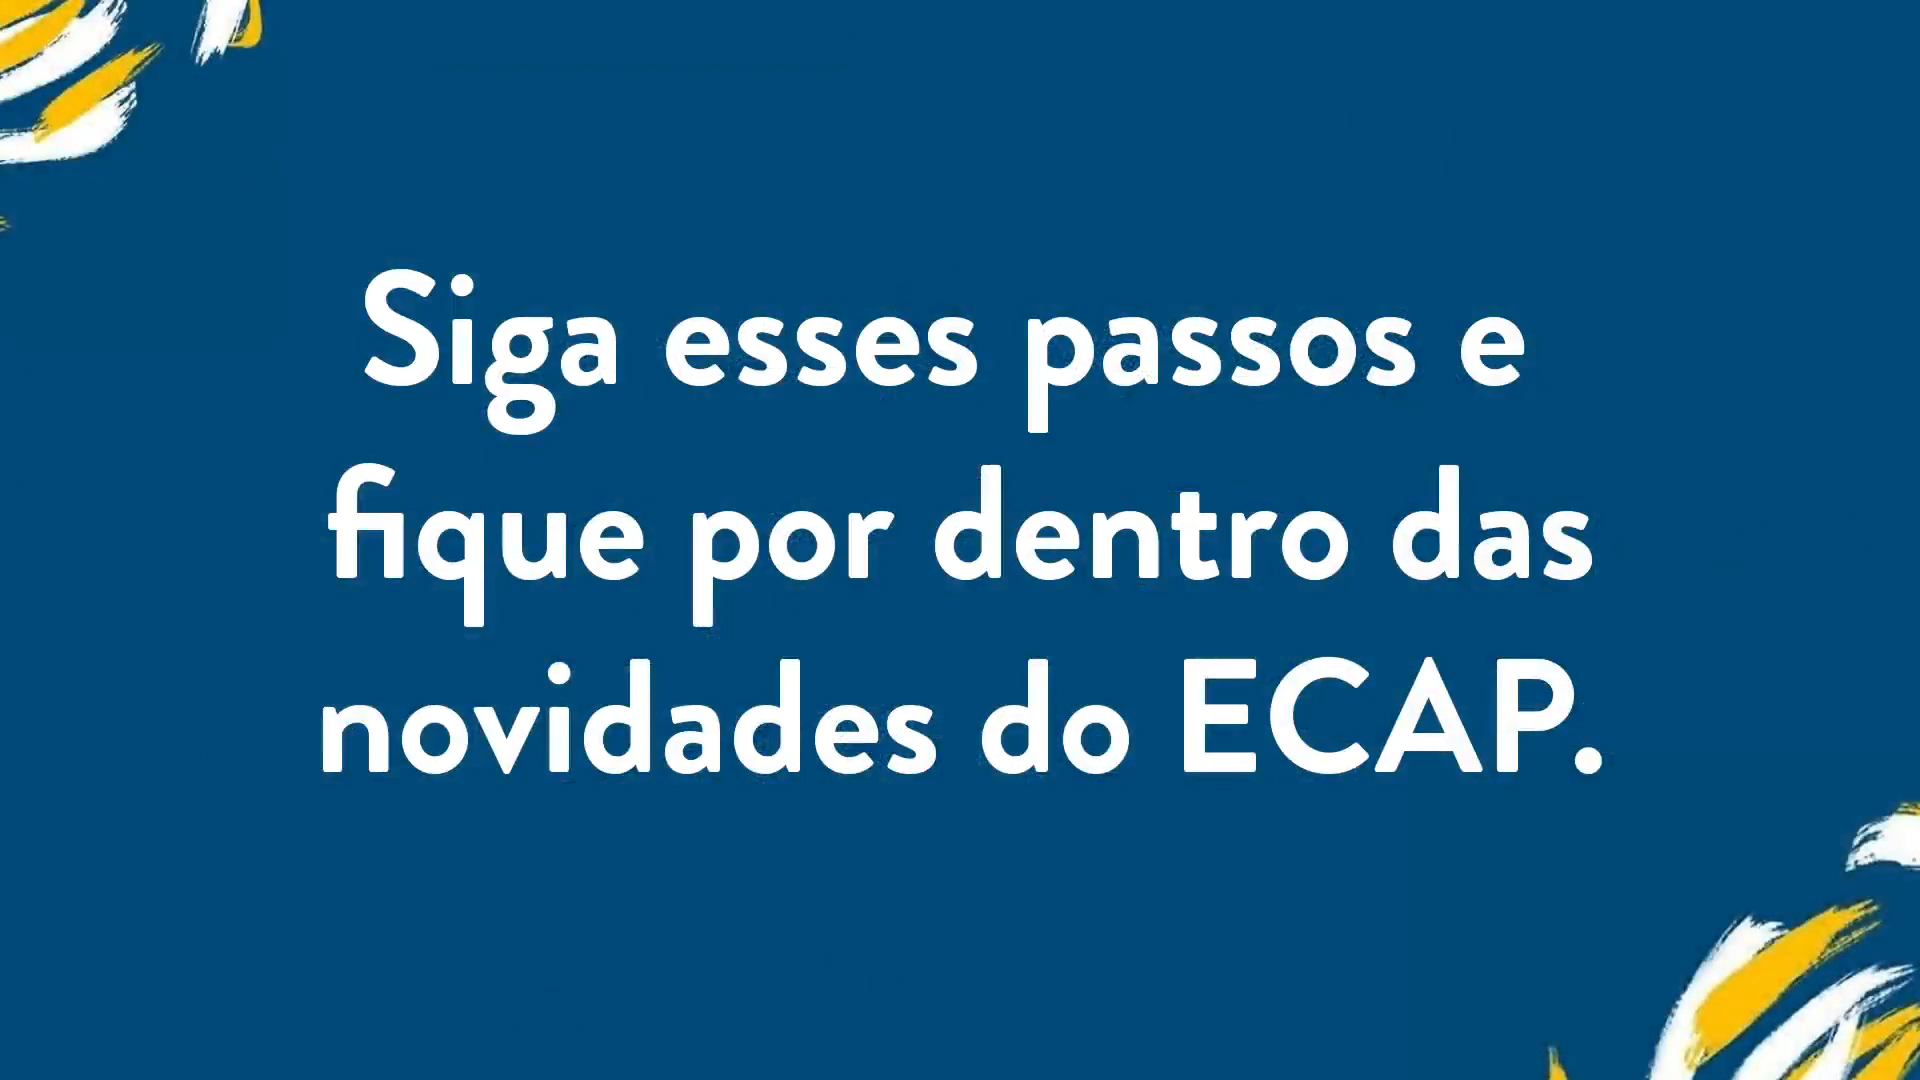 Siga esses passos e
fique por dentro das
novidades do ECAP.